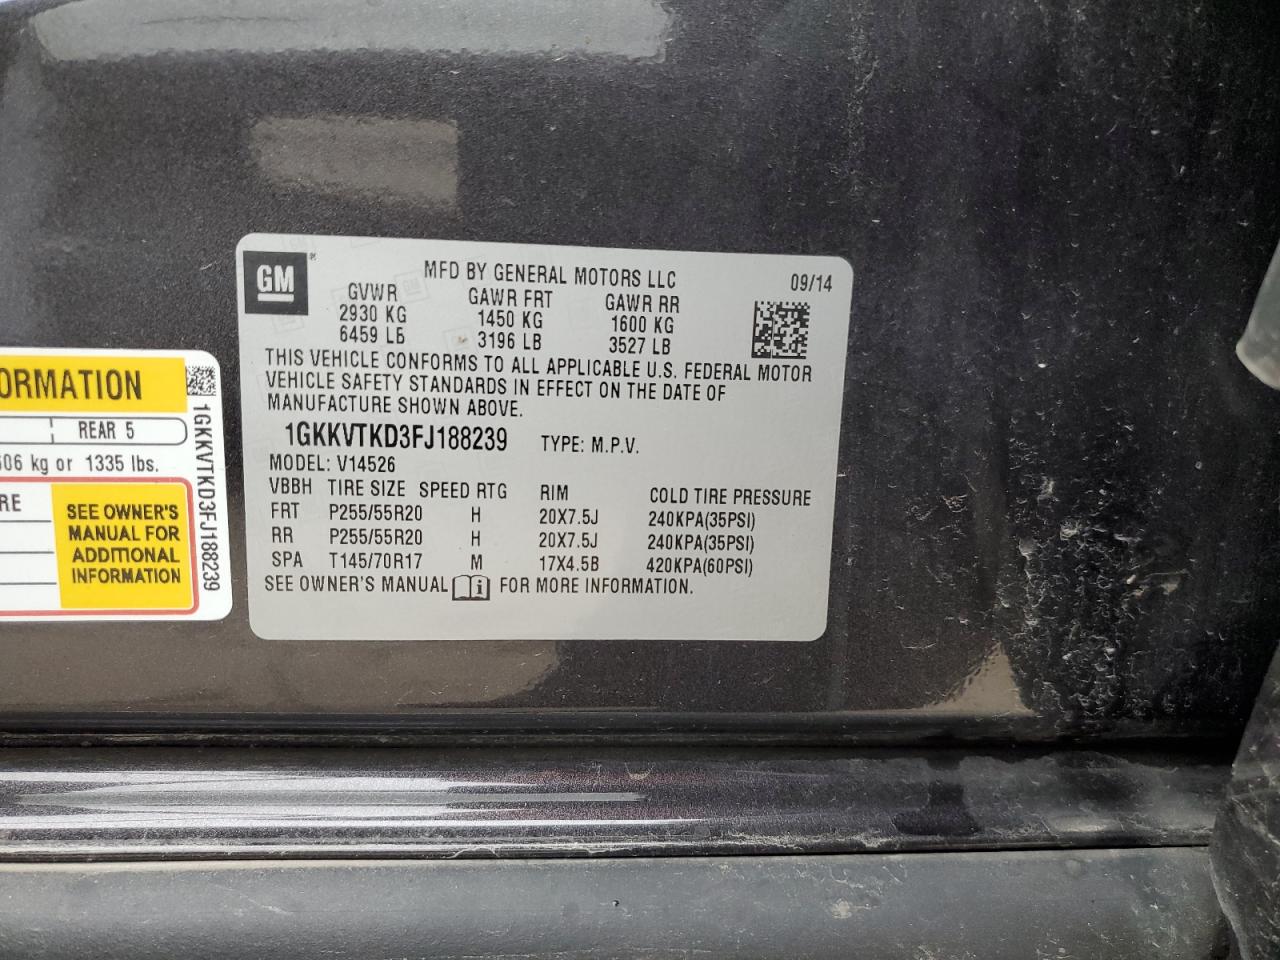 GM
MFD BY GENERAL MOTORS LLC
09/14
GVWR GAWR FRT GAWR RR
2930 KG 1450 KG 1600 KG
6459 LB 3196 LB 3527 LB
THIS VEHICLE CONFORMS TO ALL APPLICABLE U.S. FEDERAL MOTOR
VEHICLE SAFETY STANDARDS IN EFFECT ON THE DATE OF
MANUFACTURE SHOWN ABOVE.
1GKKVTKD3FJ188239 TYPE: M.P.V.
MODEL: V14526
VBBH TIRE SIZE SPEED RTG RIM COLD TIRE PRESSURE
FRT P255/55R20 H 20X7.5J 240KPA(35PSI)
RR P255/55R20 H 20X7.5J 240KPA(35PSI)
SPA T145/70R17 M 17X4.5B 420KPA(60PSI)
SEE OWNER'S MANUAL i FOR MORE INFORMATION.
ORMATION
REAR 5
606 kg or 1335 lbs.
RE
SEE OWNER'S
MANUAL FOR
ADDITIONAL
INFORMATION
1GKKVTKD3FJ188239